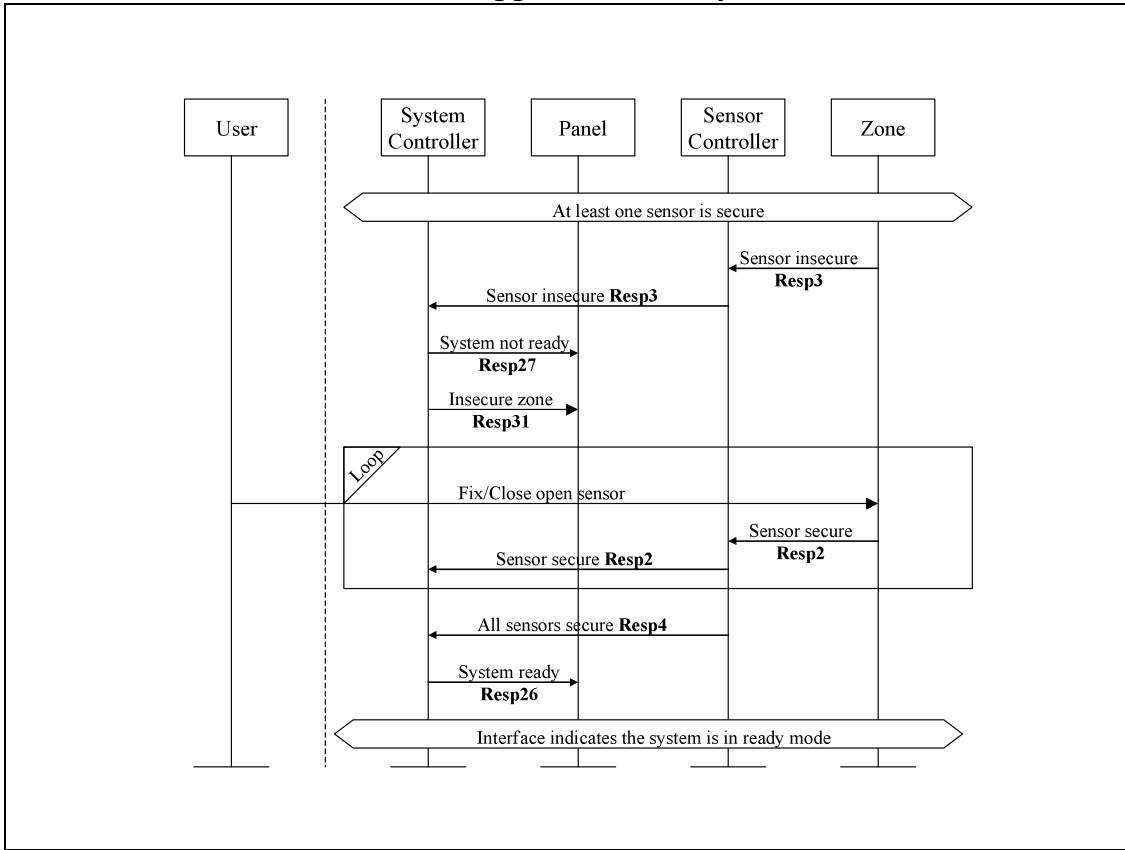 User
System
Controller
Panel
Sensor
Controller
Zone
At least one sensor is secure
Sensor insecure
Resp3
Sensor insecure Resp3
System not ready
Resp27
Insecure zone
Resp31
Loop
Fix/Close open sensor
Sensor secure
Resp2
Sensor secure Resp2
All sensors secure Resp4
System ready
Resp26
Interface indicates the system is in ready mode